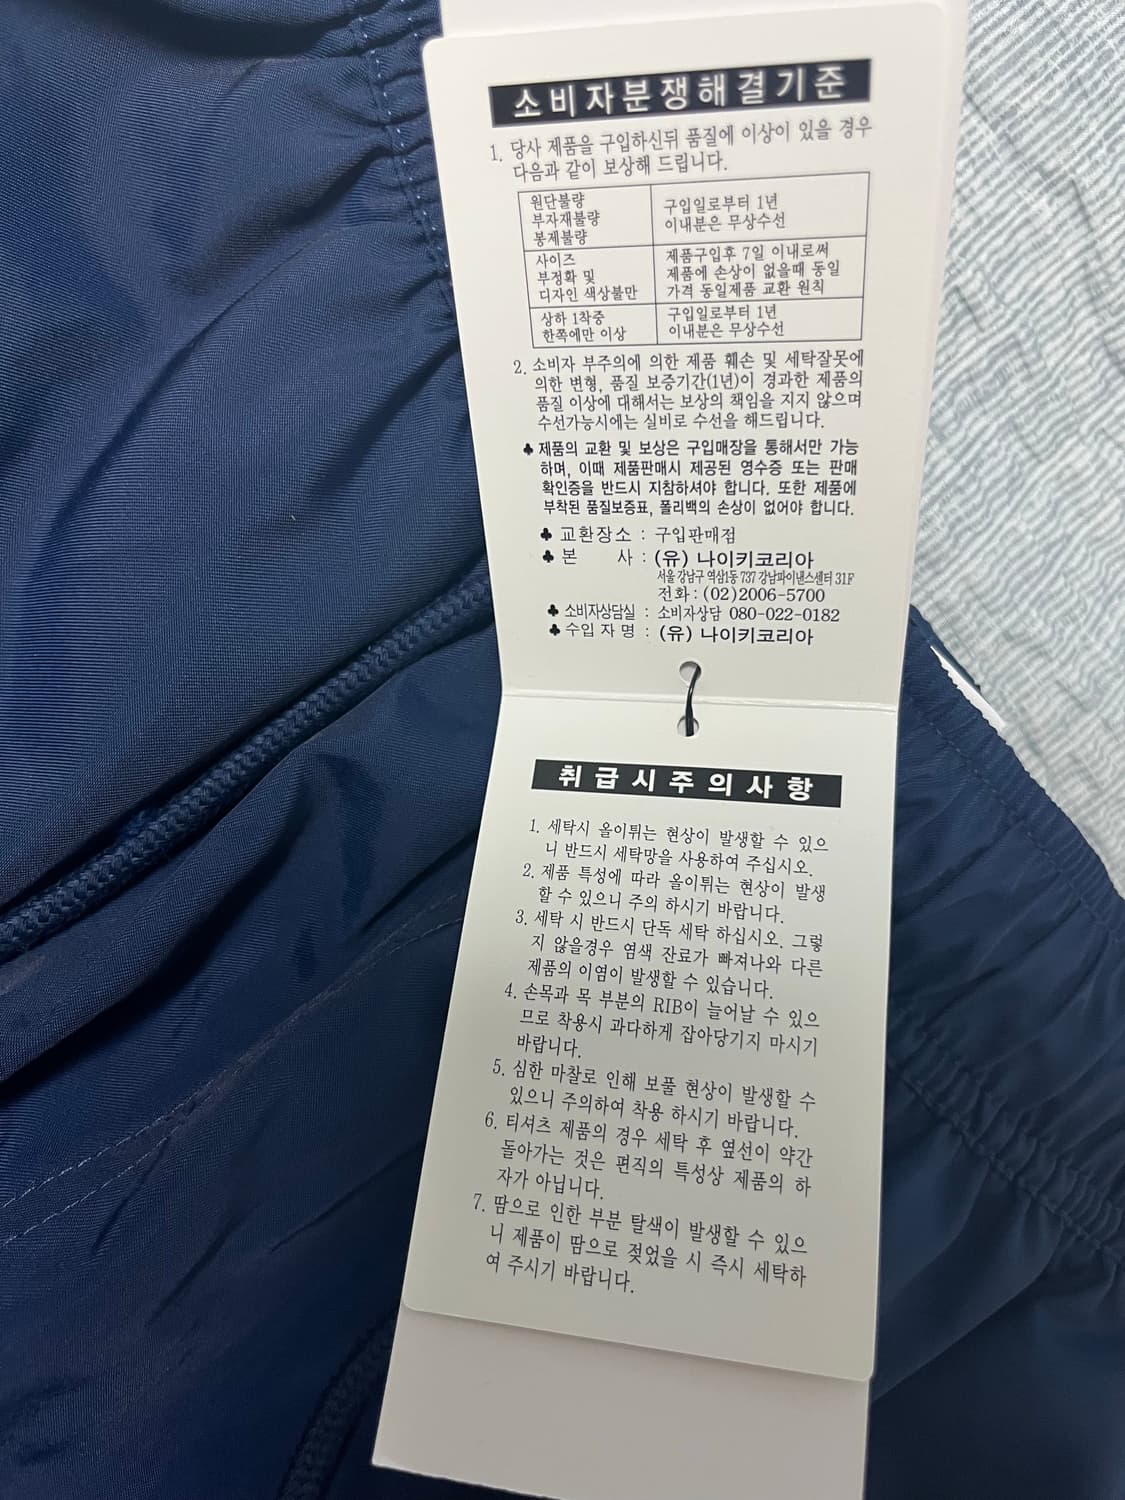 소비자분쟁해결기준
1. 당사 제품을 구입하신뒤 품질에 이상이 있을 경우
다음과 같이 보상해 드립니다.
원단불량
부자재불량
봉제불량
구입일로부터 1년
이내분은 무상수선
사이즈
부정확 및
디자인 색상불만
제품구입후 7일 이내로써
제품에 손상이 없을때 동일
가격 동일제품 교환 원칙
상하 1착중
한쪽에만 이상
구입일로부터 1년
이내분은 무상수선
2. 소비자 부주의에 의한 제품 훼손 및 세탁잘못에
의한 변형, 품질 보증기간(1년)이 경과한 제품의
품질 이상에 대해서는 보상의 책임을 지지 않으며
수선가능시에는 실비로 수선을 해드립니다.
♣ 제품의 교환 및 보상은 구입매장을 통해서만 가능
하며, 이때 제품판매시 제공된 영수증 또는 판매
확인증을 반드시 지참하셔야 합니다. 또한 제품에
부착된 품질보증표, 폴리백의 손상이 없어야 합니다.
♣ 교환장소 : 구입판매점
♣ 본 사 : (유) 나이키코리아
서울 강남구 역삼1동 737 강남파이낸스센터 31F
전화 : (02)2006-5700
♣ 소비자상담실 : 소비자상담 080-022-0182
♣ 수입자명 : (유) 나이키코리아
취급시주의사항
1. 세탁시 올이튀는 현상이 발생할 수 있으
니 반드시 세탁망을 사용하여 주십시오.
2. 제품 특성에 따라 올이튀는 현상이 발생
할 수 있으니 주의 하시기 바랍니다.
3. 세탁 시 반드시 단독 세탁 하십시오. 그렇
지 않을경우 염색 잔료가 빠져나와 다른
제품의 이염이 발생할 수 있습니다.
4. 손목과 목 부분의 RIB이 늘어날 수 있으
므로 착용시 과다하게 잡아당기지 마시기
바랍니다.
5. 심한 마찰로 인해 보풀 현상이 발생할 수
있으니 주의하여 착용 하시기 바랍니다.
6. 티셔츠 제품의 경우 세탁 후 옆선이 약간
돌아가는 것은 편직의 특성상 제품의 하
자가 아닙니다.
7. 땀으로 인한 부분 탈색이 발생할 수 있으
니 제품이 땀으로 젖었을 시 즉시 세탁하
여 주시기 바랍니다.